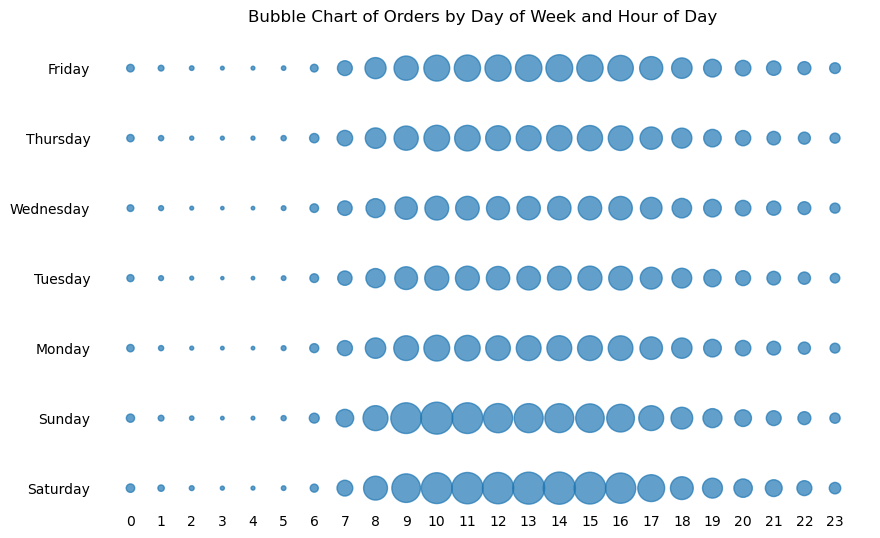 Bubble Chart of Orders by Day of Week and Hour of Day
Friday
Thursday
Wednesday
Tuesday
Monday
Sunday
Saturday
0 1 2 3 4 5 6 7 8 9 10 11 12 13 14 15 16 17 18 19 20 21 22 23